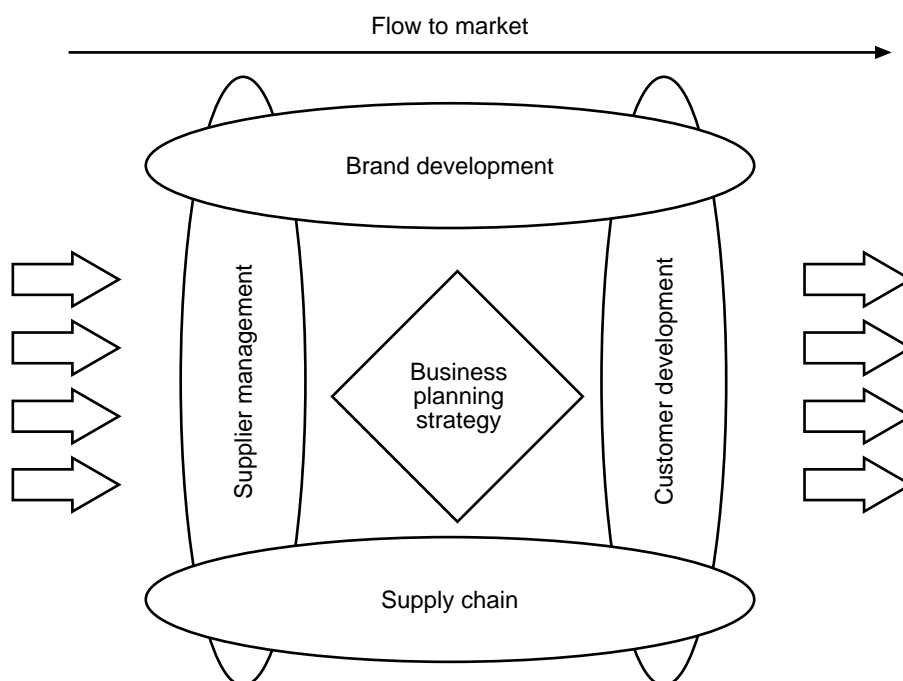 Flow to market
Brand development
Supplier management
Business
planning
strategy
Customer development
Supply chain